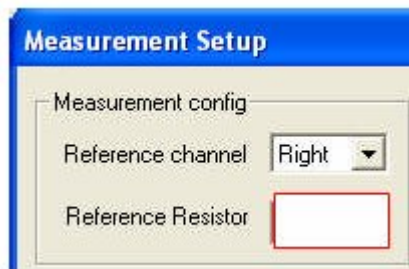 Measurement Setup
Measurement config
Reference channel Right
Reference Resistor